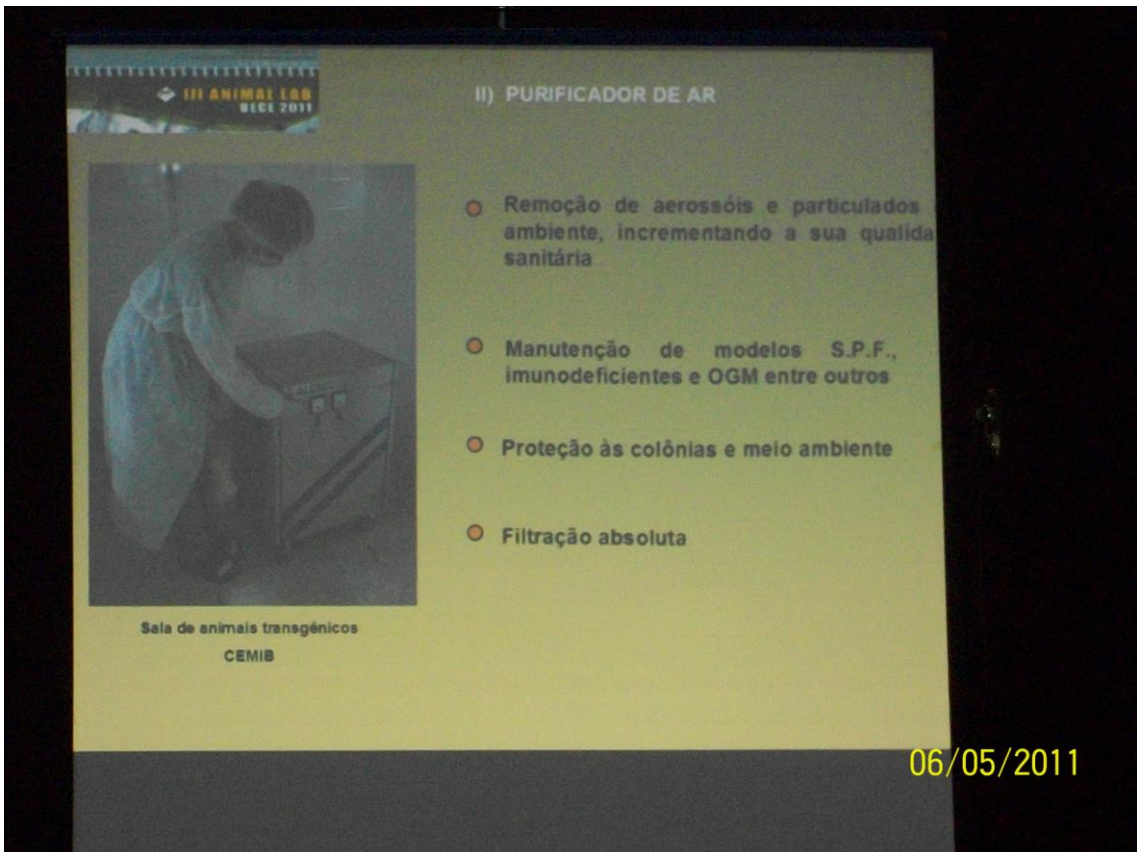 III ANIMAL LAB
UECE 2011
II) PURIFICADOR DE AR
Remoção de aerossóis e particulados
ambiente, incrementando a sua qualida
sanitária
Manutenção de modelos S.P.F.,
imunodeficientes e OGM entre outros
Proteção às colônias e meio ambiente
Filtração absoluta
Sala de animais transgênicos
CEMIB
06/05/2011